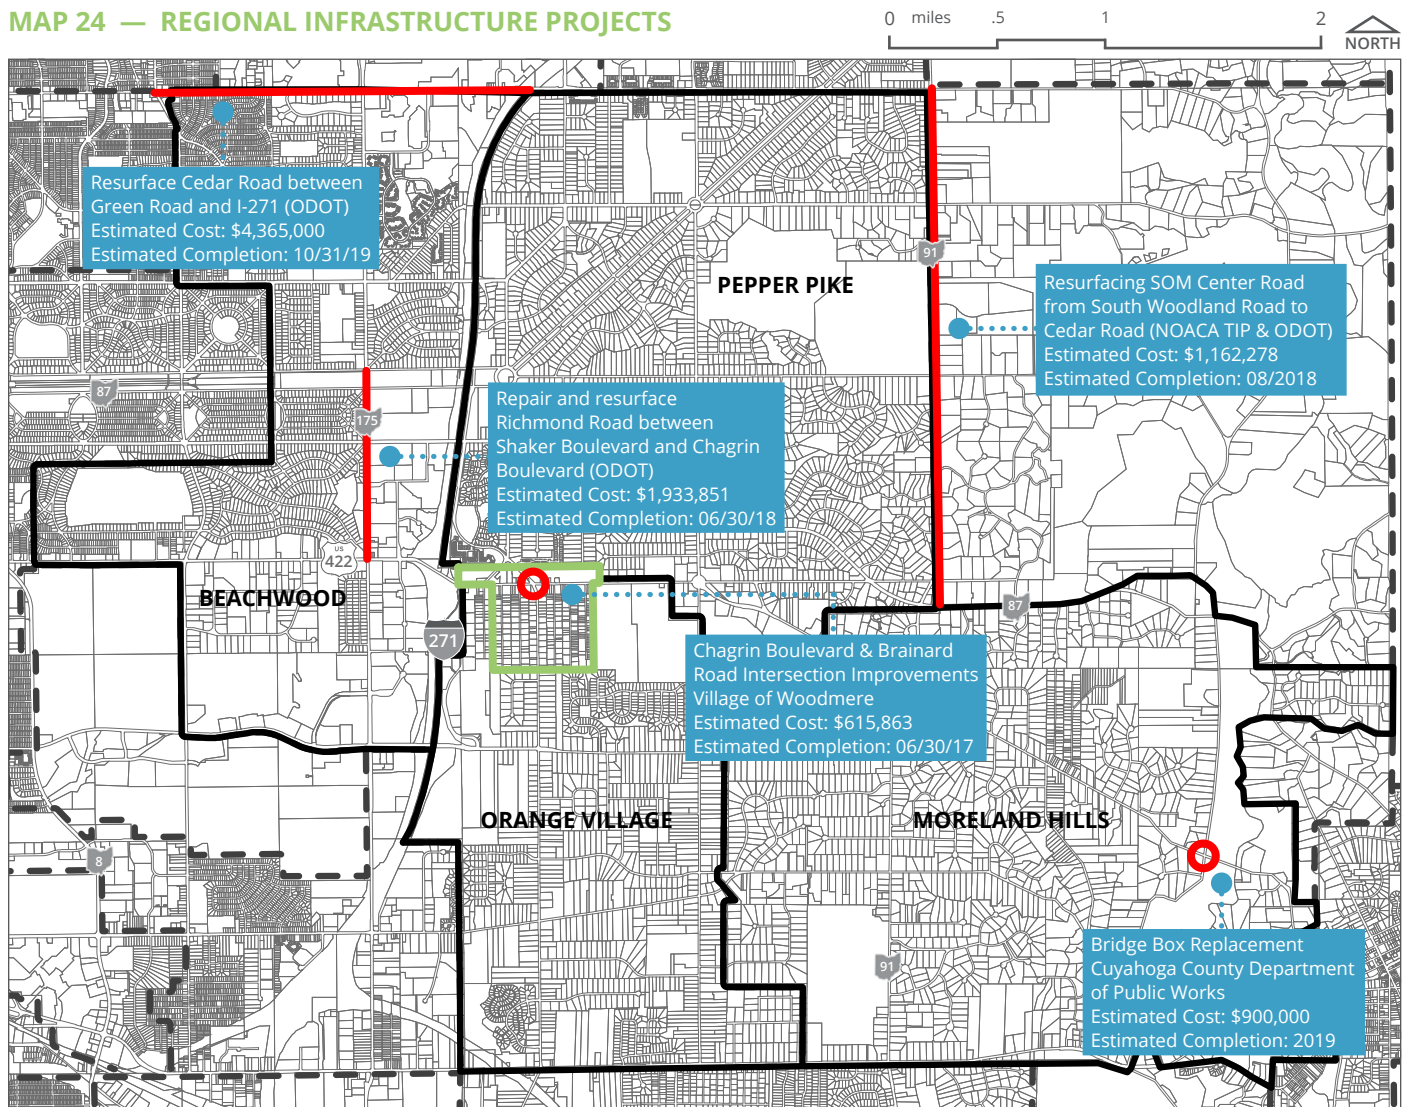 MAP 24 — REGIONAL INFRASTRUCTURE PROJECTS
0 miles .5 1 2
NORTH
Resurface Cedar Road between
Green Road and I-271 (ODOT)
Estimated Cost: $4,365,000
Estimated Completion: 10/31/19
91
PEPPER PIKE
Resurfacing SOM Center Road
from South Woodland Road to
Cedar Road (NOACA TIP & ODOT)
Estimated Cost: $1,162,278
Estimated Completion: 08/2018
87
175
Repair and resurface
Richmond Road between
Shaker Boulevard and Chagrin
Boulevard (ODOT)
Estimated Cost: $1,933,851
Estimated Completion: 06/30/18
US
422
BEACHWOOD
87
271
Chagrin Boulevard & Brainard
Road Intersection Improvements
Village of Woodmere
Estimated Cost: $615,863
Estimated Completion: 06/30/17
ORANGE VILLAGE
MORELAND HILLS
8
91
Bridge Box Replacement
Cuyahoga County Department
of Public Works
Estimated Cost: $900,000
Estimated Completion: 2019